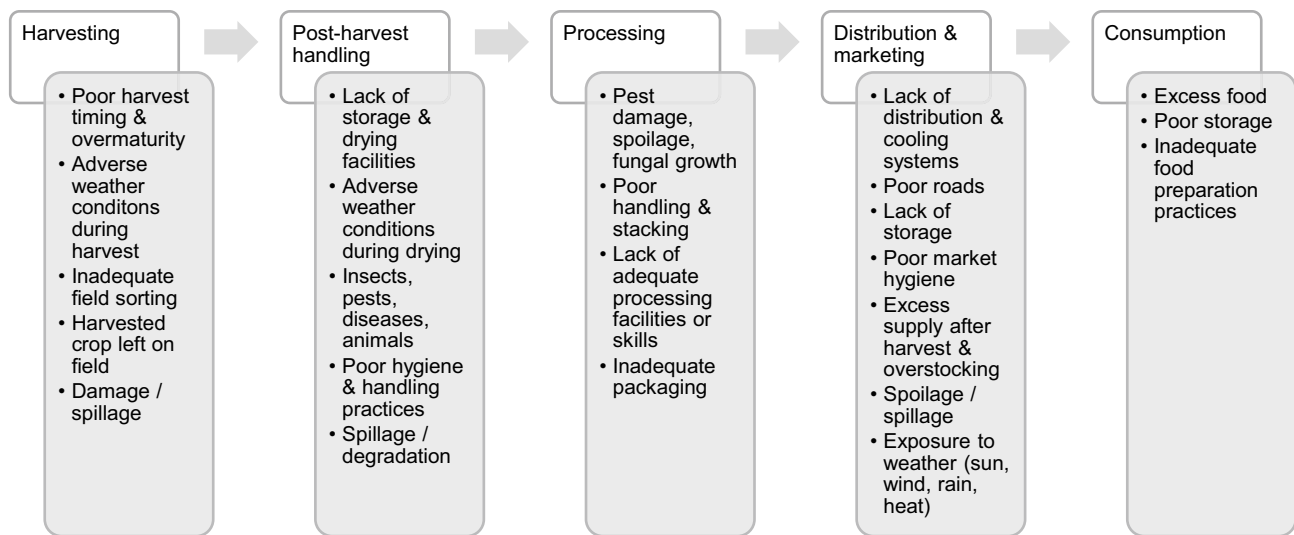 Harvesting
• Poor harvest
timing &
overmaturity
• Adverse
weather
conditons
during
harvest
• Inadequate
field sorting
• Harvested
crop left on
field
• Damage /
spillage
Post-harvest
handling
• Lack of
storage &
drying
facilities
• Adverse
weather
conditions
during drying
• Insects,
pests,
diseases,
animals
• Poor hygiene
& handling
practices
• Spillage /
degradation
Processing
• Pest
damage,
spoilage,
fungal growth
• Poor
handling &
stacking
• Lack of
adequate
processing
facilities or
skills
• Inadequate
packaging
Distribution &
marketing
• Lack of
distribution &
cooling
systems
• Poor roads
• Lack of
storage
• Poor market
hygiene
• Excess
supply after
harvest &
overstocking
• Spoilage /
spillage
• Exposure to
weather (sun,
wind, rain,
heat)
Consumption
• Excess food
• Poor storage
• Inadequate
food
preparation
practices